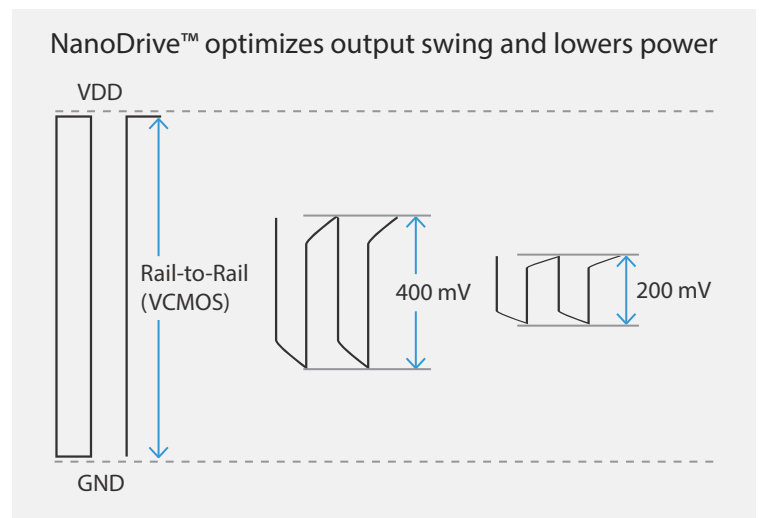 NanoDrive™ optimizes output swing and lowers power
VDD
Rail-to-Rail
(VCMOS)
400 mV
200 mV
GND